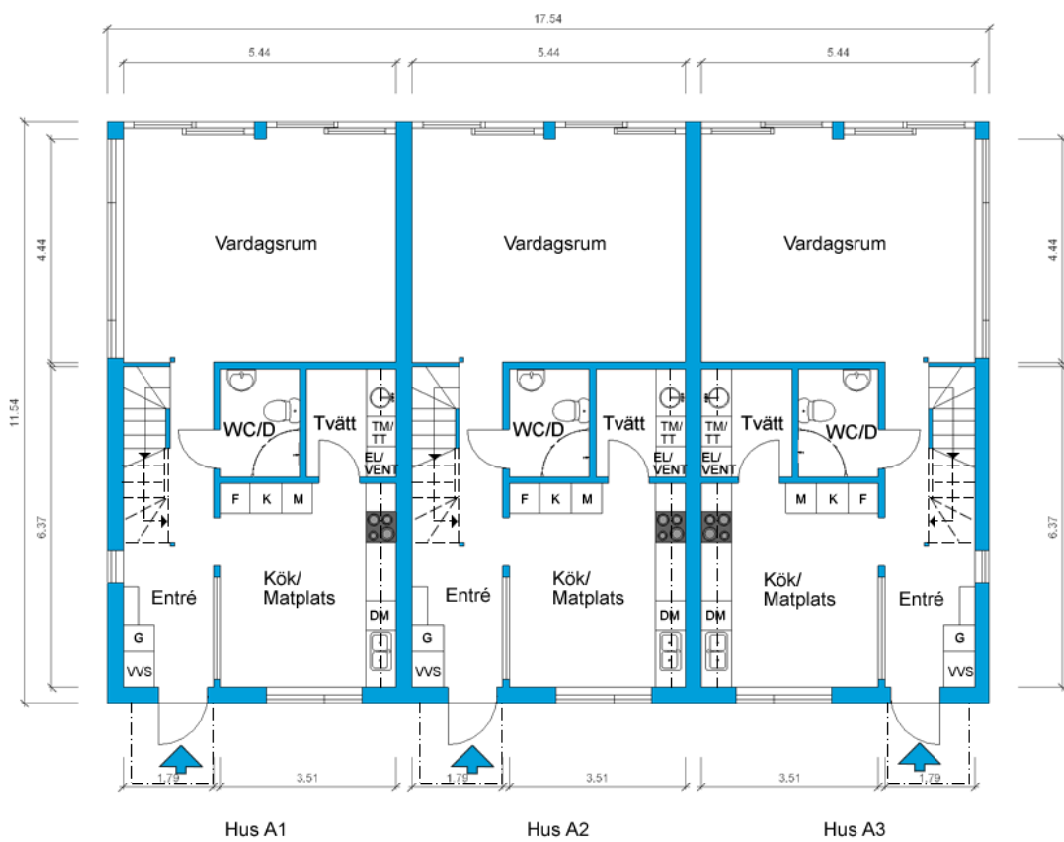 17.54
5.44
5.44
5.44
4.44
11.54
6.37
4.44
6.37
Vardagsrum
Vardagsrum
Vardagsrum
WC/D
Tvätt
TM/
TT
EL/
VENT
WC/D
Tvätt
TM/
TT
EL/
VENT
TM/
TT
EL/
VENT
Tvätt
WC/D
F K M
F K M
M K F
Kök/
Matplats
Kök/
Matplats
Kök/
Matplats
Entré
Entré
Entré
DM
DM
DM
G
VVS
G
VVS
G
VVS
1,79
3,51
1,79
3,51
3,51
1,79
Hus A1
Hus A2
Hus A3